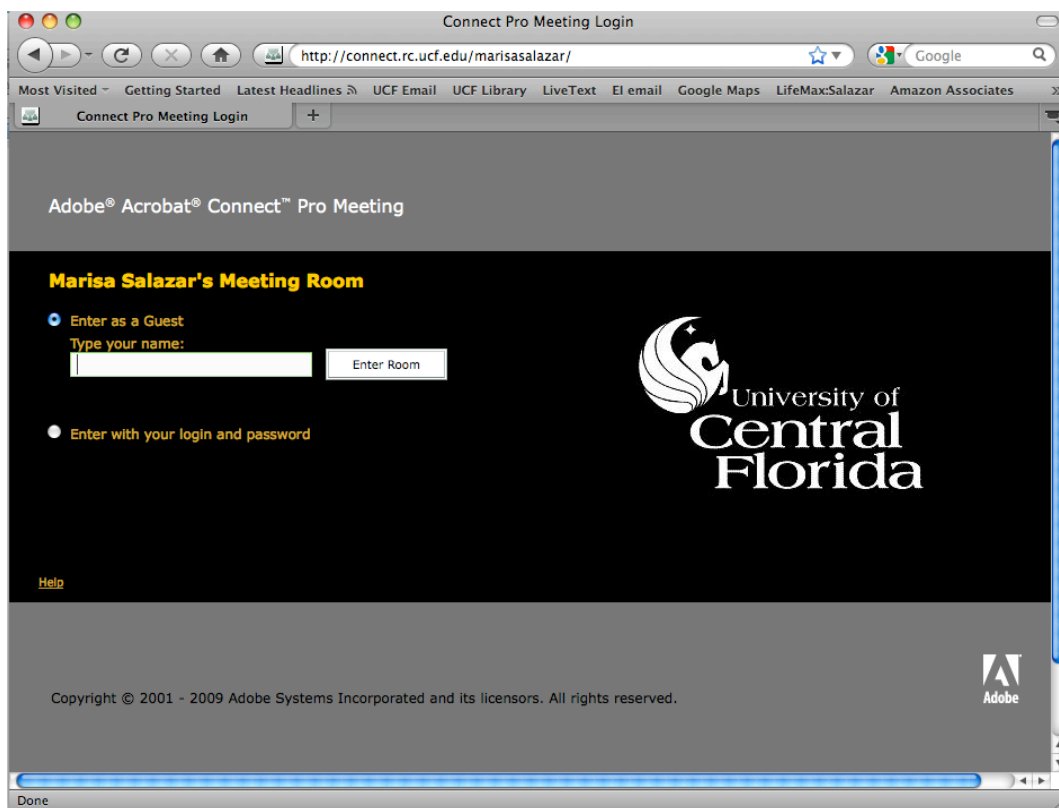 Connect Pro Meeting Login
http://connect.rc.ucf.edu/marisasalazar/
Google
Most Visited Getting Started Latest Headlines UCF Email UCF Library LiveText EI email Google Maps LifeMax:Salazar Amazon Associates
Connect Pro Meeting Login
Adobe® Acrobat® Connect™ Pro Meeting
Marisa Salazar's Meeting Room
Enter as a Guest
Type your name:
Enter Room
Enter with your login and password
University of
Central
Florida
Help
Adobe
Copyright © 2001 - 2009 Adobe Systems Incorporated and its licensors. All rights reserved.
Done